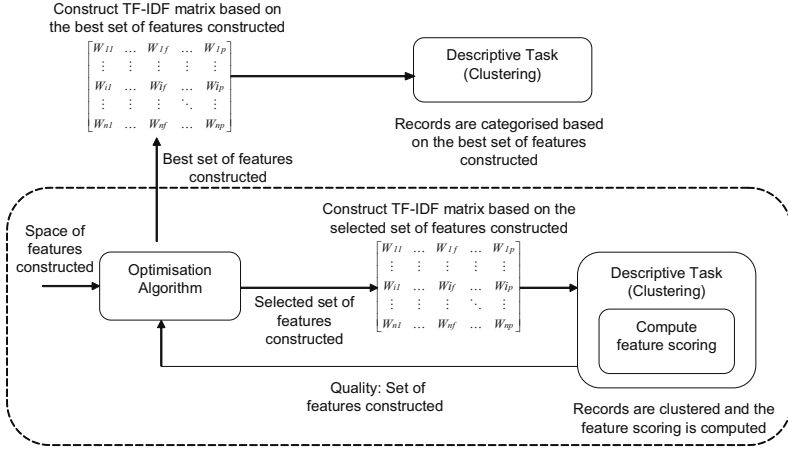 Construct TF-IDF matrix based on
the best set of features constructed
W11 … W1f … W1p
⋮ ⋮ ⋮ ⋮ ⋮
Wi1 … Wif … Wip
⋮ ⋮ ⋮ ⋱ ⋮
Wn1 … Wnf … Wnp
Descriptive Task
(Clustering)
Records are categorised based
on the best set of features
constructed
Best set of features
constructed
Space of
features
constructed
Optimisation
Algorithm
Selected set of
features
constructed
Construct TF-IDF matrix based on the
selected set of features constructed
W11 … W1f … W1p
⋮ ⋮ ⋮ ⋮ ⋮
Wi1 … Wif … Wip
⋮ ⋮ ⋮ ⋱ ⋮
Wn1 … Wnf … Wnp
Descriptive Task
(Clustering)
Compute
feature scoring
Quality: Set of
features constructed
Records are clustered and the
feature scoring is computed